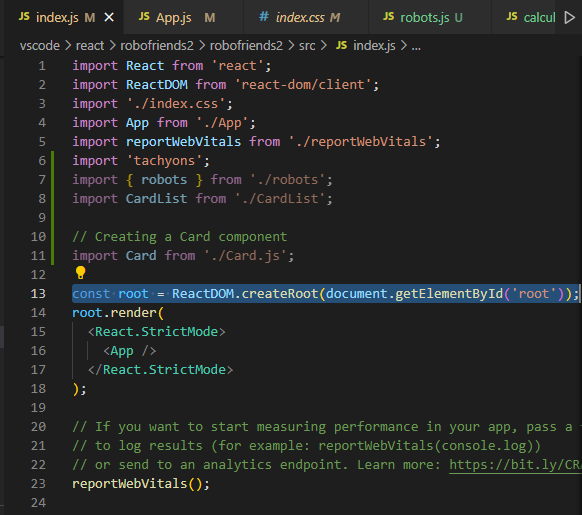 JS index.js M JS App.js M # index.css M JS robots.js U JS calcul
vscode > react > robofriends2 > robofriends2 > src > JS index.js > ...
1 import React from 'react';
2 import ReactDOM from 'react-dom/client';
3 import './index.css';
4 import App from './App';
5 import reportWebVitals from './reportWebVitals';
6 import 'tachyons';
7 import { robots } from './robots';
8 import CardList from './CardList';
9
10 // Creating a Card component
11 import Card from './Card.js';
12
13 const root = ReactDOM.createRoot(document.getElementById('root'));
14 root.render(
15 <React.StrictMode>
16 <App />
17 </React.StrictMode>
18 );
19
20 // If you want to start measuring performance in your app, pass a
21 // to log results (for example: reportWebVitals(console.log))
22 // or send to an analytics endpoint. Learn more: https://bit.ly/CR
23 reportWebVitals();
24